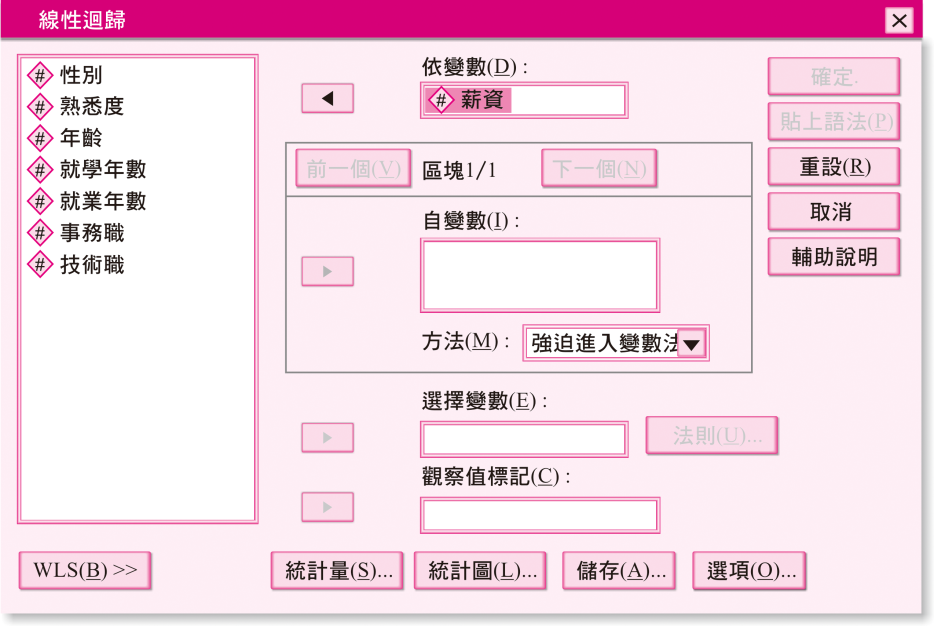 線性迴歸
# 性別
# 熟悉度
# 年齡
# 就學年數
# 就業年數
# 事務職
# 技術職
依變數(D) :
# 薪資
前一個(V)
區塊1/1
下一個(N)
自變數(I) :
方法(M) :
強迫進入變數法
選擇變數(E) :
法則(U)...
觀察值標記(C) :
確定.
貼上語法(P)
重設(R)
取消
輔助說明
WLS(B) >>
統計量(S)...
統計圖(L)...
儲存(A)...
選項(O)...